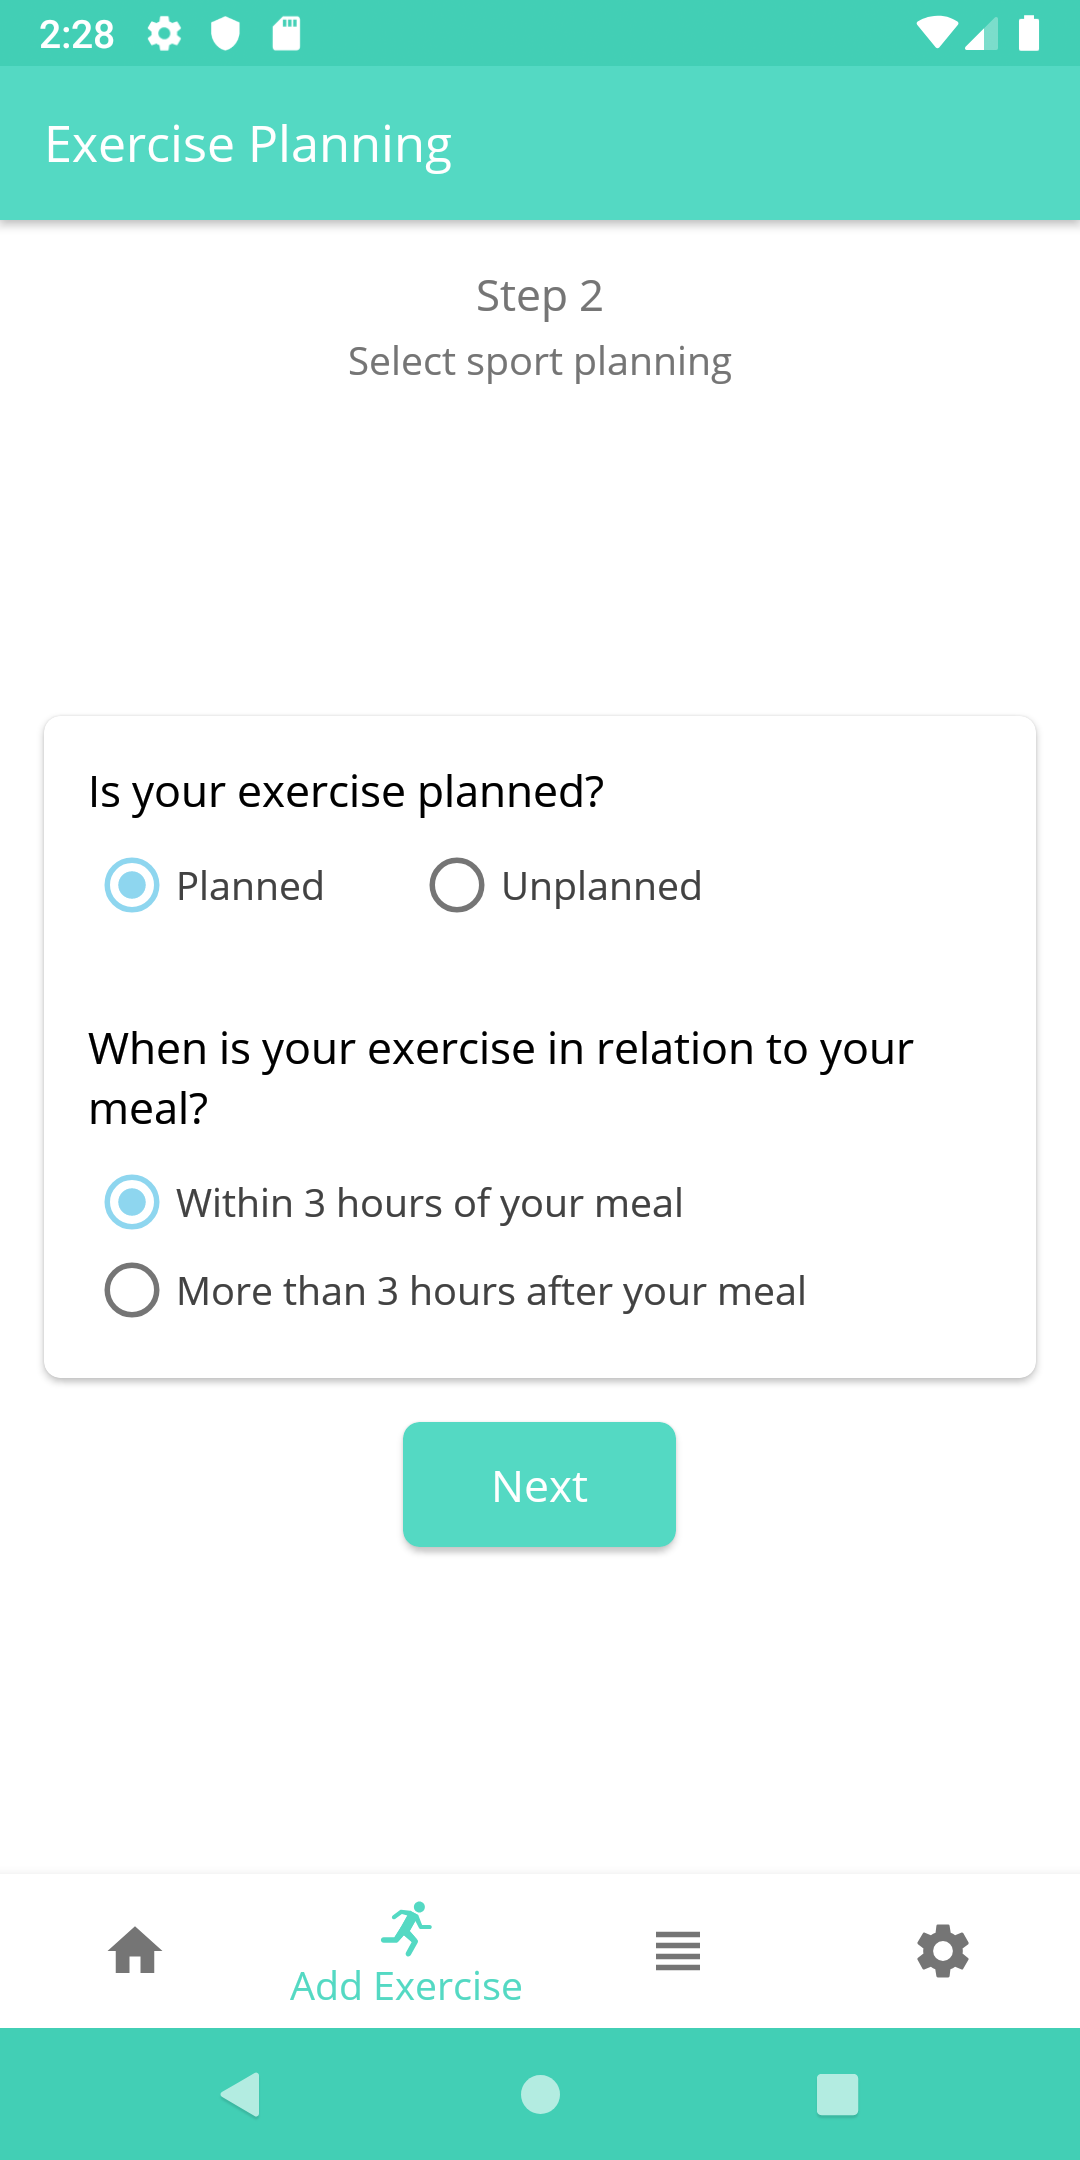 2:28
Exercise Planning
Step 2
Select sport planning
Is your exercise planned?
Planned
Unplanned
When is your exercise in relation to your
meal?
Within 3 hours of your meal
More than 3 hours after your meal
Next
Add Exercise